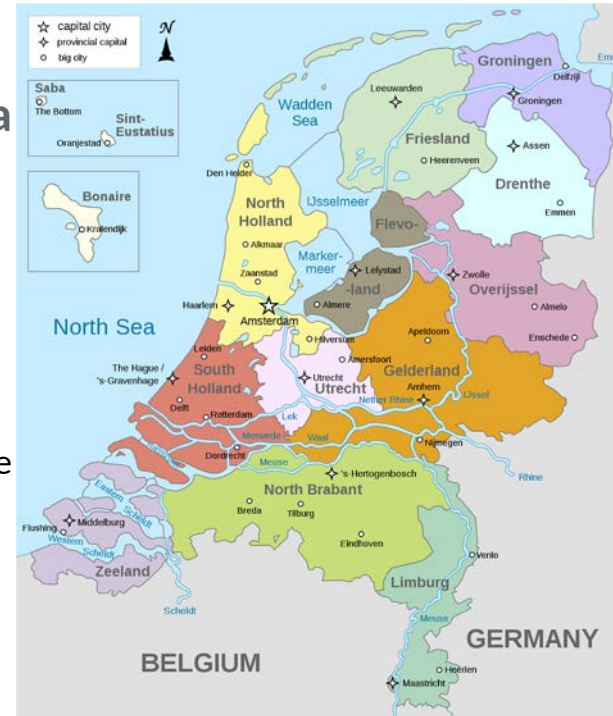 capital city
provincial capital
big city
N
a
Saba
The Bottom
Sint-
Eustatius
Oranjestad
Bonaire
Kralendijk
Wadden
Sea
Groningen
Delfzijl
Groningen
Leeuwarden
Friesland
Heerenveen
Assen
Drenthe
Emmen
Den Helder
North
Holland
IJsselmeer
Flevo-
Alkmaar
Marker-
meer
Lelystad
-land
Zwolle
Overijssel
Zaanstad
Haarlem
Almere
Almelo
North Sea
Amsterdam
Hilversum
Apeldoorn
Enschede
Leiden
Amersfoort
The Hague /
's-Gravenhage
South
Holland
Utrecht
Utrecht
Gelderland
Arnhem
IJssel
Delft
Rotterdam
Lek
Nether Rhine
Merwede
Waal
Nijmegen
Dordrecht
Meuse
e
's-Hertogenbosch
Rhine
North Brabant
Eastern
Scheldt
Breda
Tilburg
Middelburg
Flushing
Western
Scheldt
Eindhoven
Venlo
Zeeland
Limburg
Scheldt
Meuse
GERMANY
BELGIUM
Heerlen
Maastricht